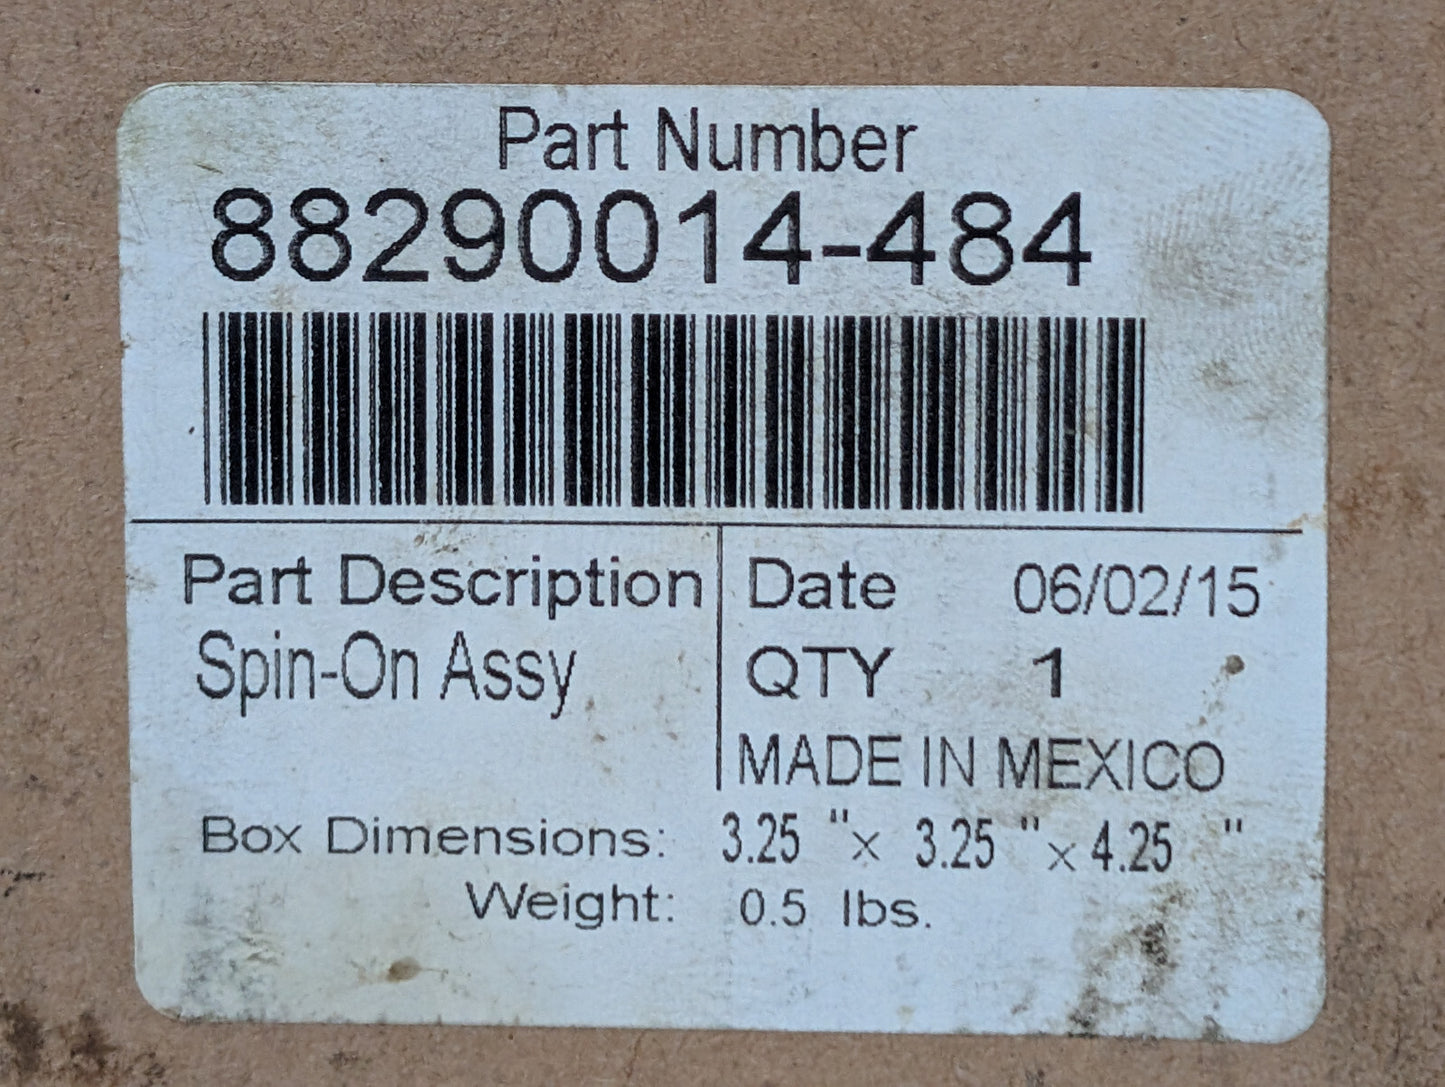 Part Number
88290014-484
Part Description
Spin-On Assy
Date 06/02/15
QTY 1
MADE IN MEXICO
Box Dimensions: 3.25 "x 3.25 "x 4.25 "
Weight: 0.5 lbs.